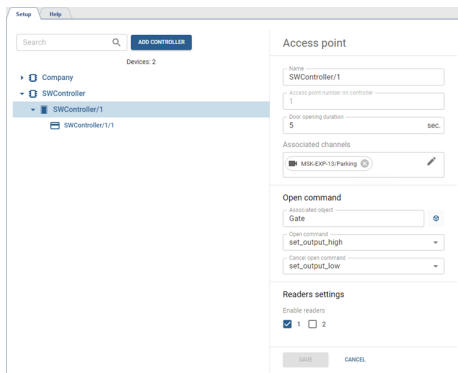 Setup
Help
Search
ADD CONTROLLER
Devices: 2
Company
SWController
SWController/1
SWController/1/1
Access point
Name
SWController/1
Access point number on controller
1
Door opening duration
5
sec.
Associated channels
MSK-EXP-13/Parking
Open command
Associated object
Gate
Open command
set_output_high
Cancel open command
set_output_low
Readers settings
Enable readers
1
2
SAVE
CANCEL